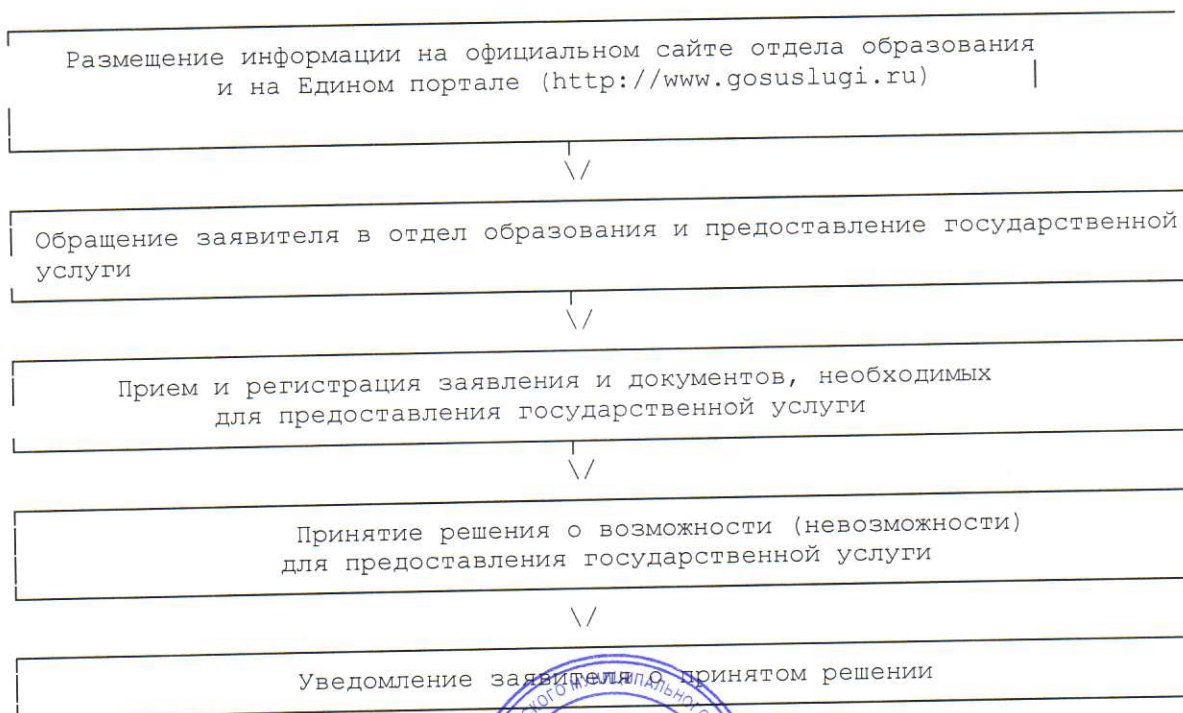 Размещение информации на официальном сайте отдела образования
и на Едином портале (http://www.gosuslugi.ru)
Обращение заявителя в отдел образования и предоставление государственной
услуги
Прием и регистрация заявления и документов, необходимых
для предоставления государственной услуги
Принятие решения о возможности (невозможности)
для предоставления государственной услуги
Уведомление заявителя о принятом решении
МУНИЦИПАЛЬНОГО